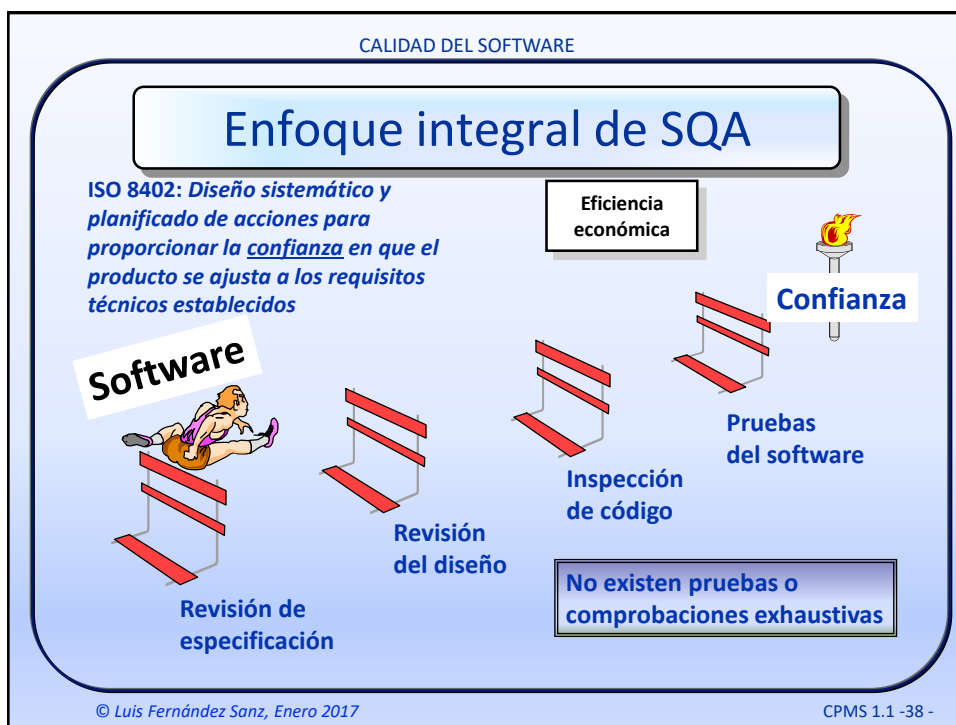 CALIDAD DEL SOFTWARE
Enfoque integral de SQA
ISO 8402: Diseño sistemático y
planificado de acciones para
proporcionar la confianza en que el
producto se ajusta a los requisitos
técnicos establecidos
Eficiencia
económica
Confianza
Software
Pruebas
del software
Inspección
de código
Revisión
del diseño
Revisión de
especificación
No existen pruebas o
comprobaciones exhaustivas
© Luis Fernández Sanz, Enero 2017
CPMS 1.1 -38 -